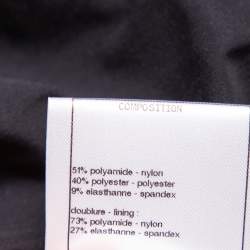 COMPOSITION
51% polyamide - nylon
40% polyester - polyester
9% elasthanne - spandex
doublure - lining :
73% polyamide - nylon
27% elasthanne - spandex